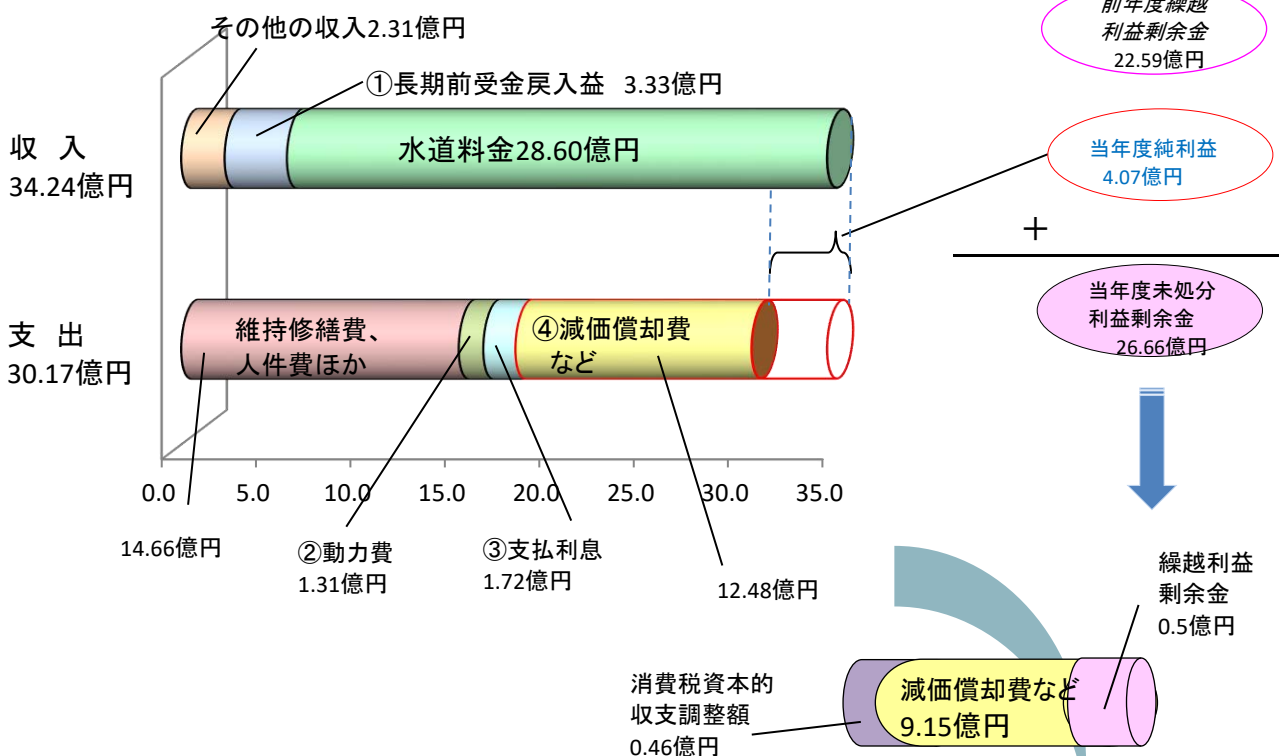 その他の収入2.31億円
①長期前受金戻入益 3.33億円
収 入
34.24億円
水道料金28.60億円
前年度繰越
利益剰余金
22.59億円
当年度純利益
4.07億円
＋
当年度未処分
利益剰余金
26.66億円
支 出
30.17億円
維持修繕費、
人件費ほか
④減価償却費
など
0.0 5.0 10.0 15.0 20.0 25.0 30.0 35.0
14.66億円
②動力費
1.31億円
③支払利息
1.72億円
12.48億円
繰越利益
剰余金
0.5億円
消費税資本的
収支調整額
0.46億円
減価償却費など
9.15億円